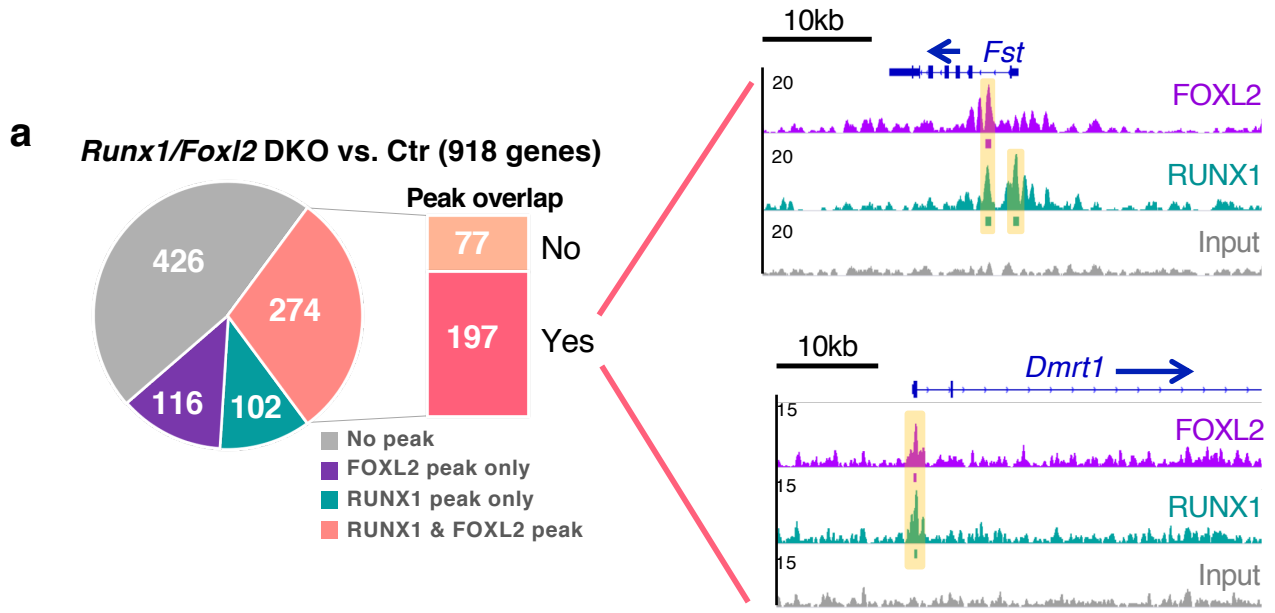 a
Runx1/Foxl2 DKO vs. Ctr (918 genes)
426
274
116
102
Peak overlap
77
No
197
Yes
No peak
FOXL2 peak only
RUNX1 peak only
RUNX1 & FOXL2 peak
10kb
Fst
20
FOXL2
20
RUNX1
20
Input
10kb
Dmrt1
15
FOXL2
15
RUNX1
15
Input